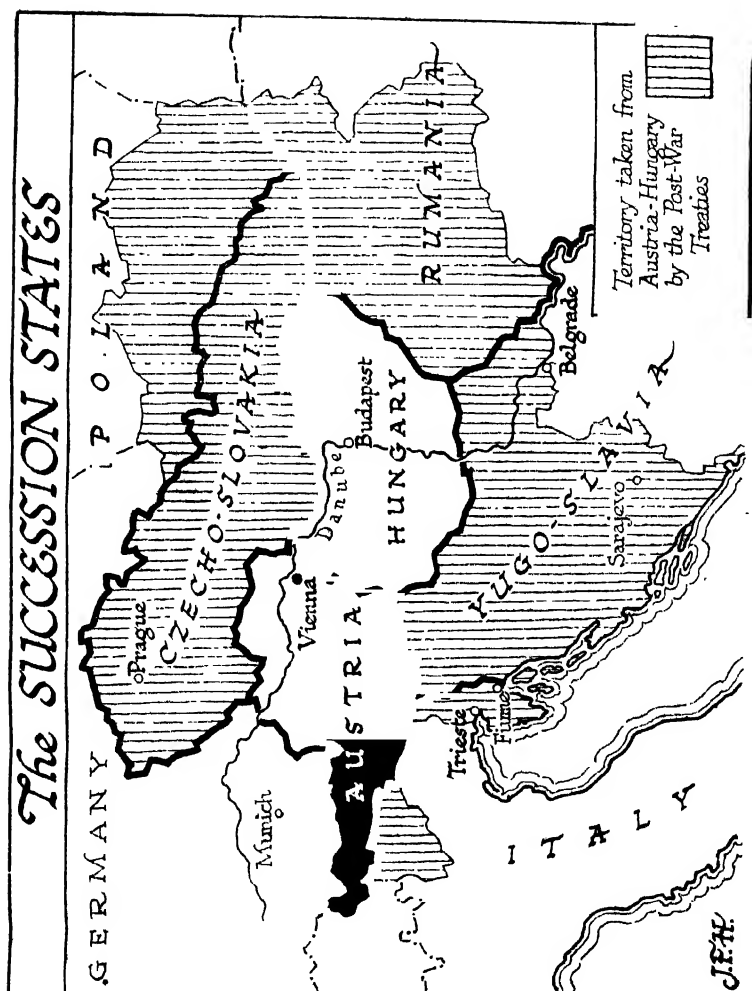 The SUCCESSION STATES
GERMANY
POLAND
Prague
CZECHO-SLOVAKIA
Munich
Vienna
Danube
Budapest
AUSTRIA
HUNGARY
RUMANIA
Trieste
Fiume
YUGO-SLAVIA
Sarajevo
Belgrade
ITALY
Territory taken from
Austria-Hungary
by the Post-War
Treaties
J.F.H.